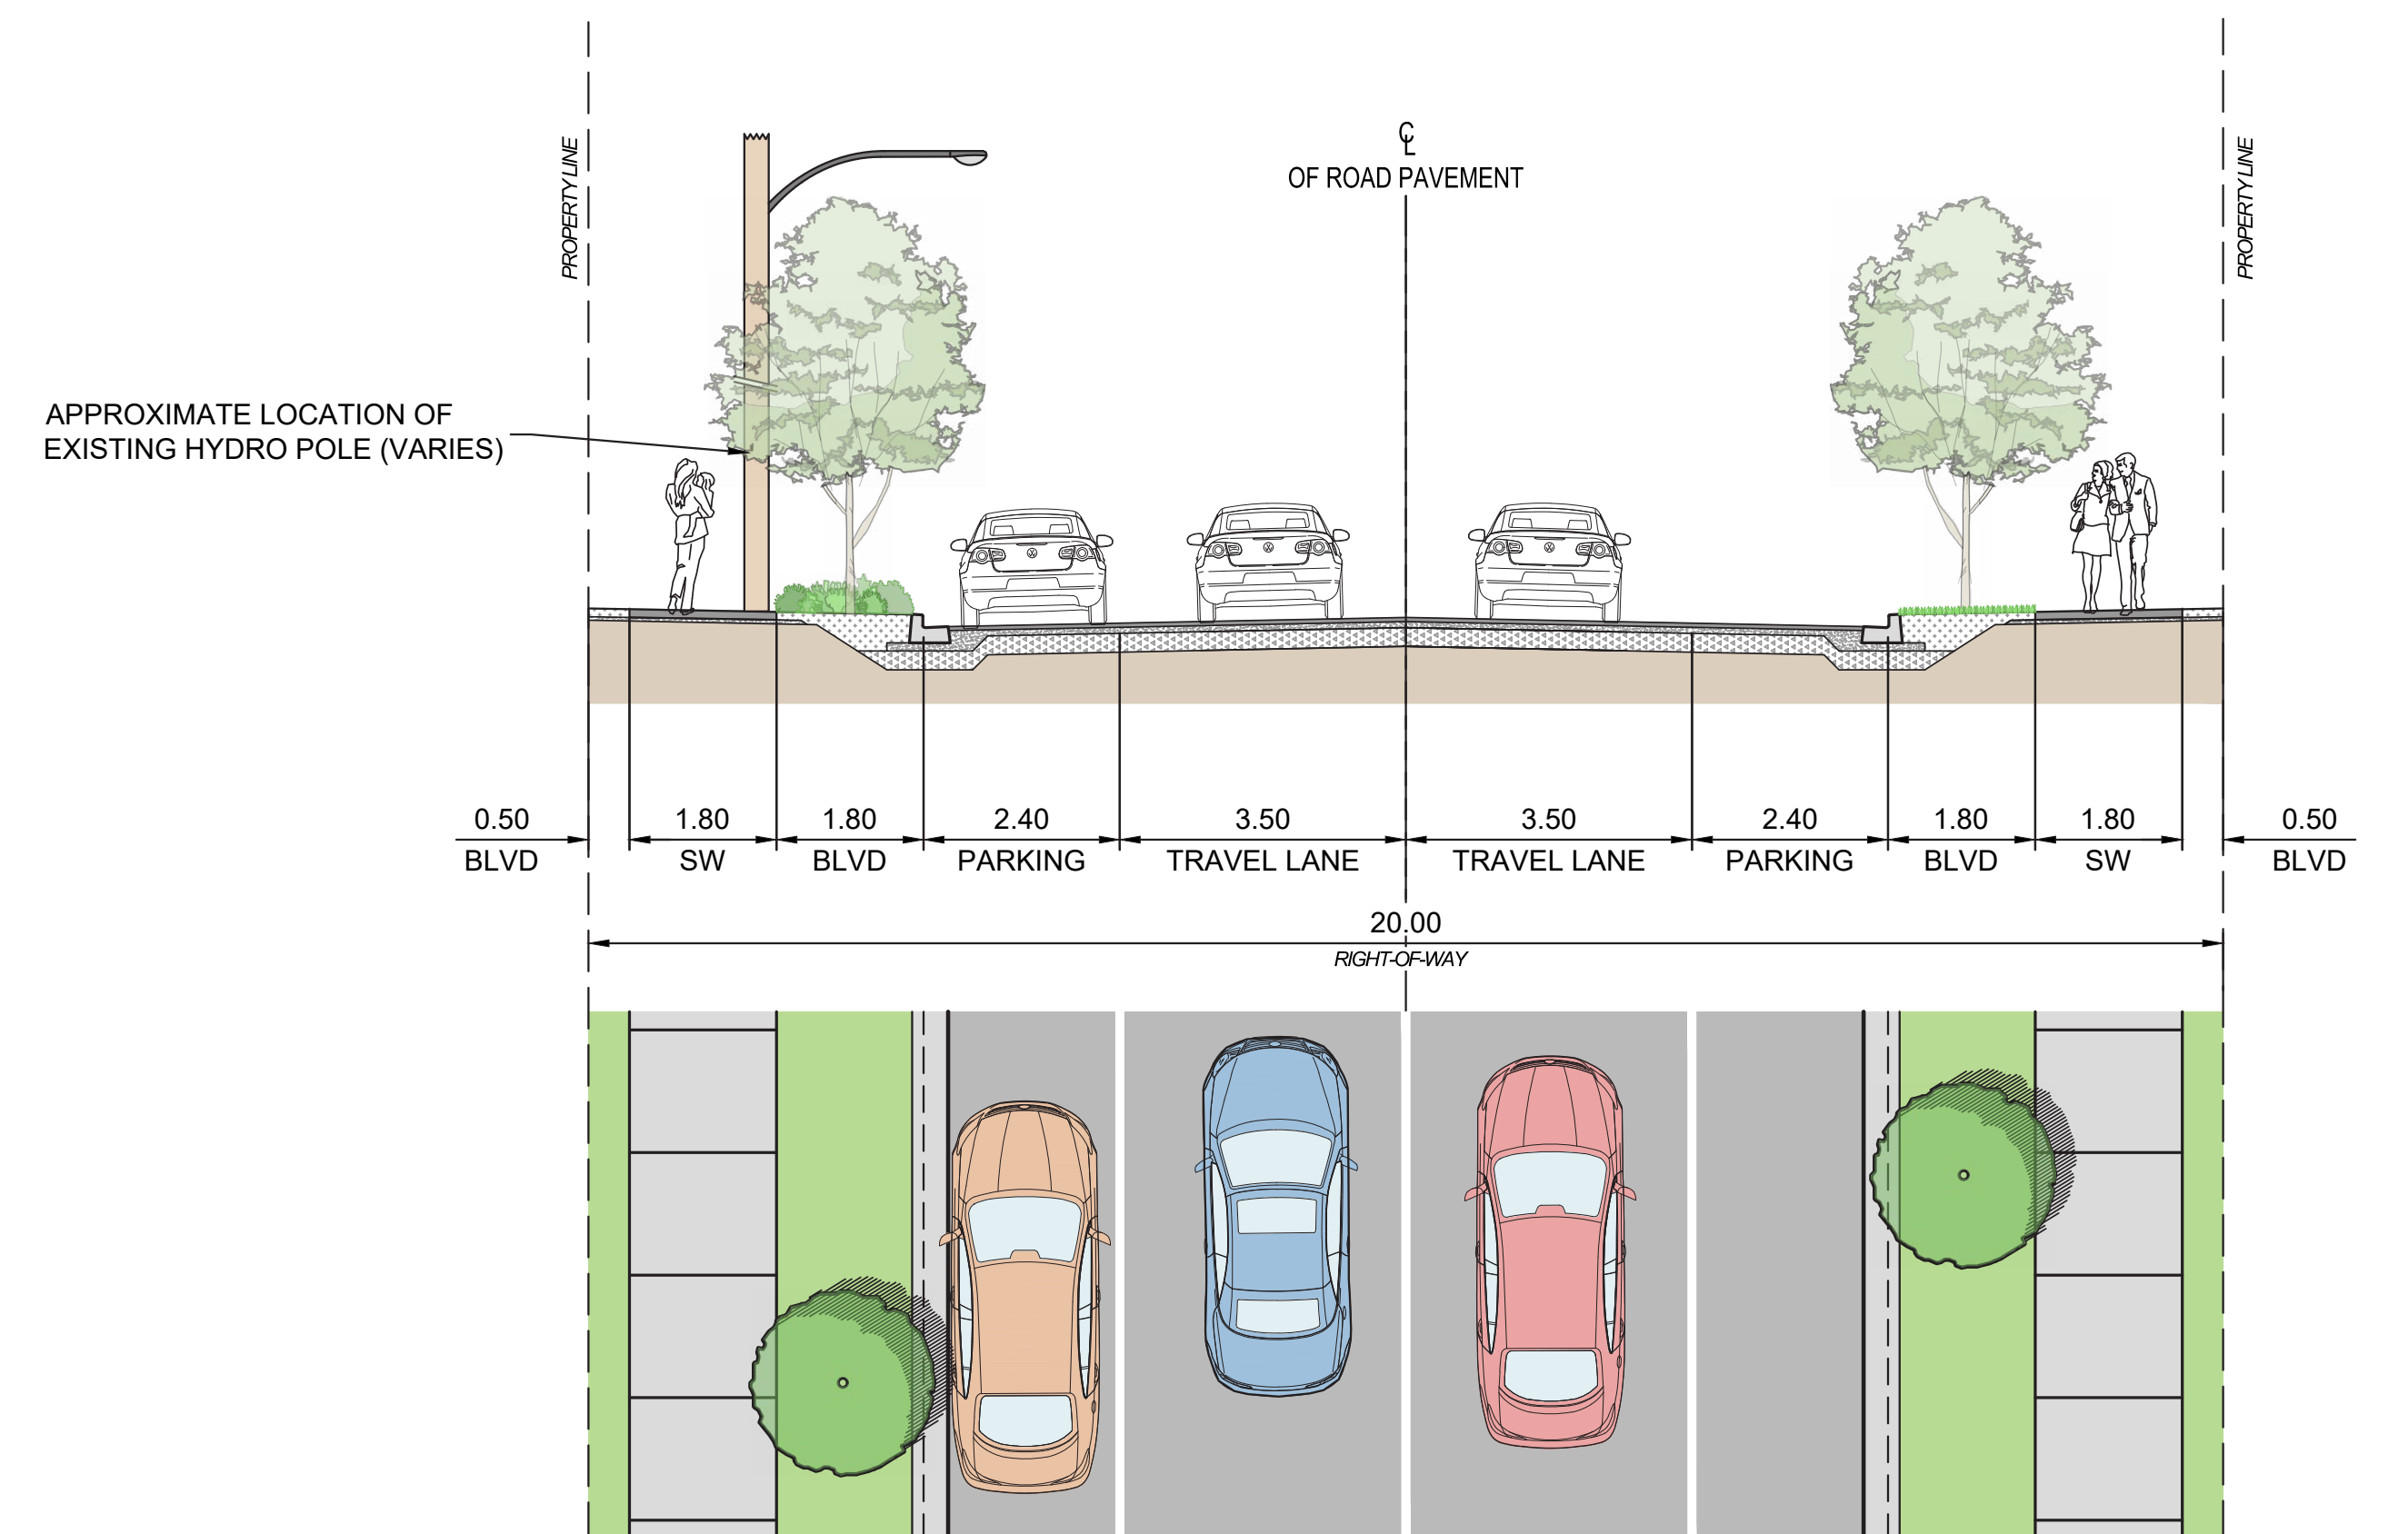 ℄
OF ROAD PAVEMENT
PROPERTY LINE
PROPERTY LINE
APPROXIMATE LOCATION OF
EXISTING HYDRO POLE (VARIES)
0.50 1.80 1.80 2.40 3.50 3.50 2.40 1.80 1.80 0.50
BLVD SW BLVD PARKING TRAVEL LANE TRAVEL LANE PARKING BLVD SW BLVD
20.00
RIGHT-OF-WAY